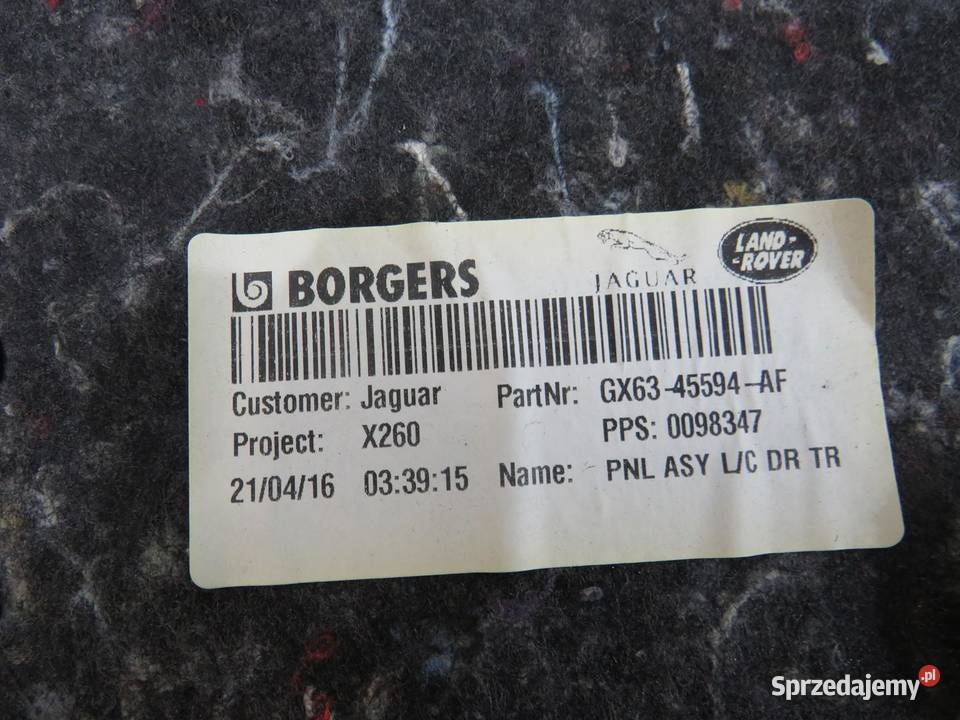 BORGERS
JAGUAR
LAND-
-ROVER
Customer: Jaguar PartNr: GX63-45594-AF
Project: X260 PPS: 0098347
21/04/16 03:39:15 Name: PNL ASY L/C DR TR
Sprzedajemy.pl